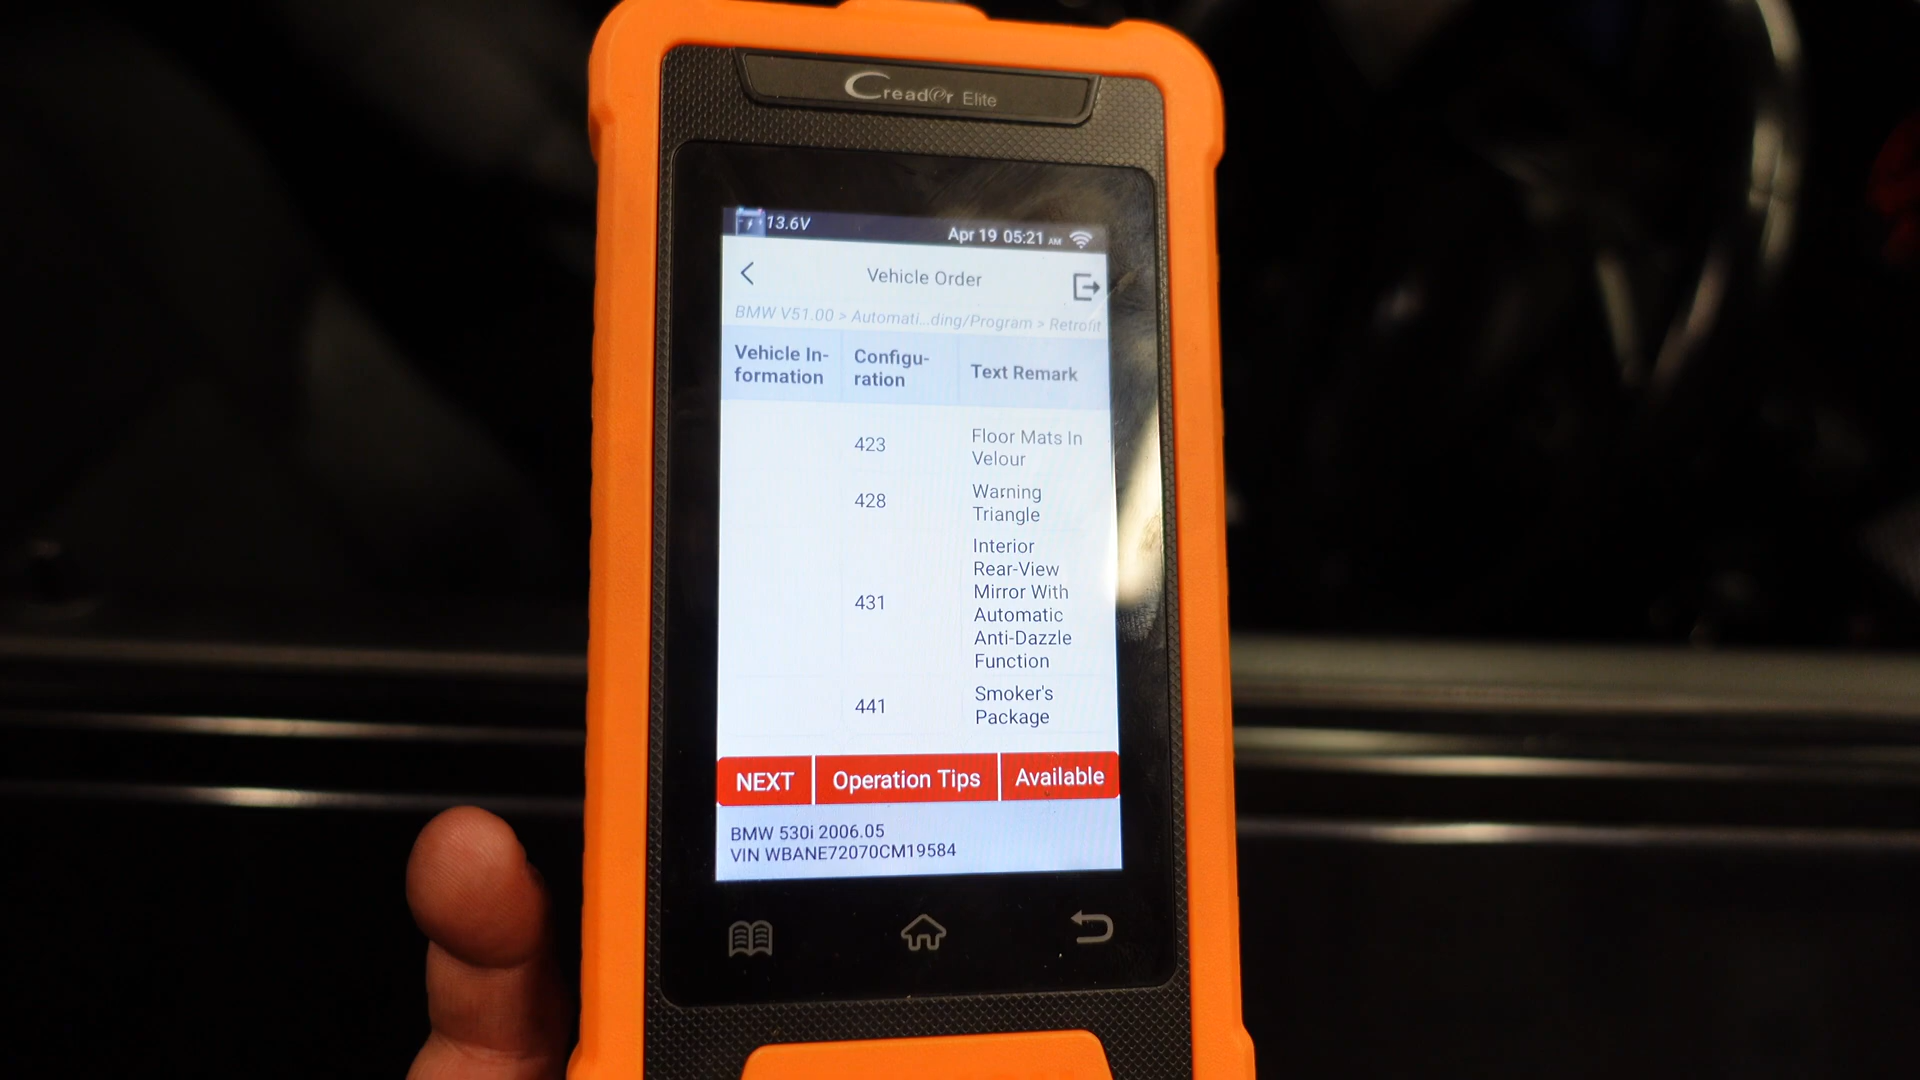 Creader Elite
13.6V
Apr 19 05:21 AM
Vehicle Order
BMW V51.00 > Automati...ding/Program > Retrofit
Vehicle In-
formation
Configu-
ration
Text Remark
423
Floor Mats In
Velour
428
Warning
Triangle
431
Interior
Rear-View
Mirror With
Automatic
Anti-Dazzle
Function
441
Smoker's
Package
NEXT
Operation Tips
Available
BMW 530i 2006.05
VIN WBANE72070CM19584